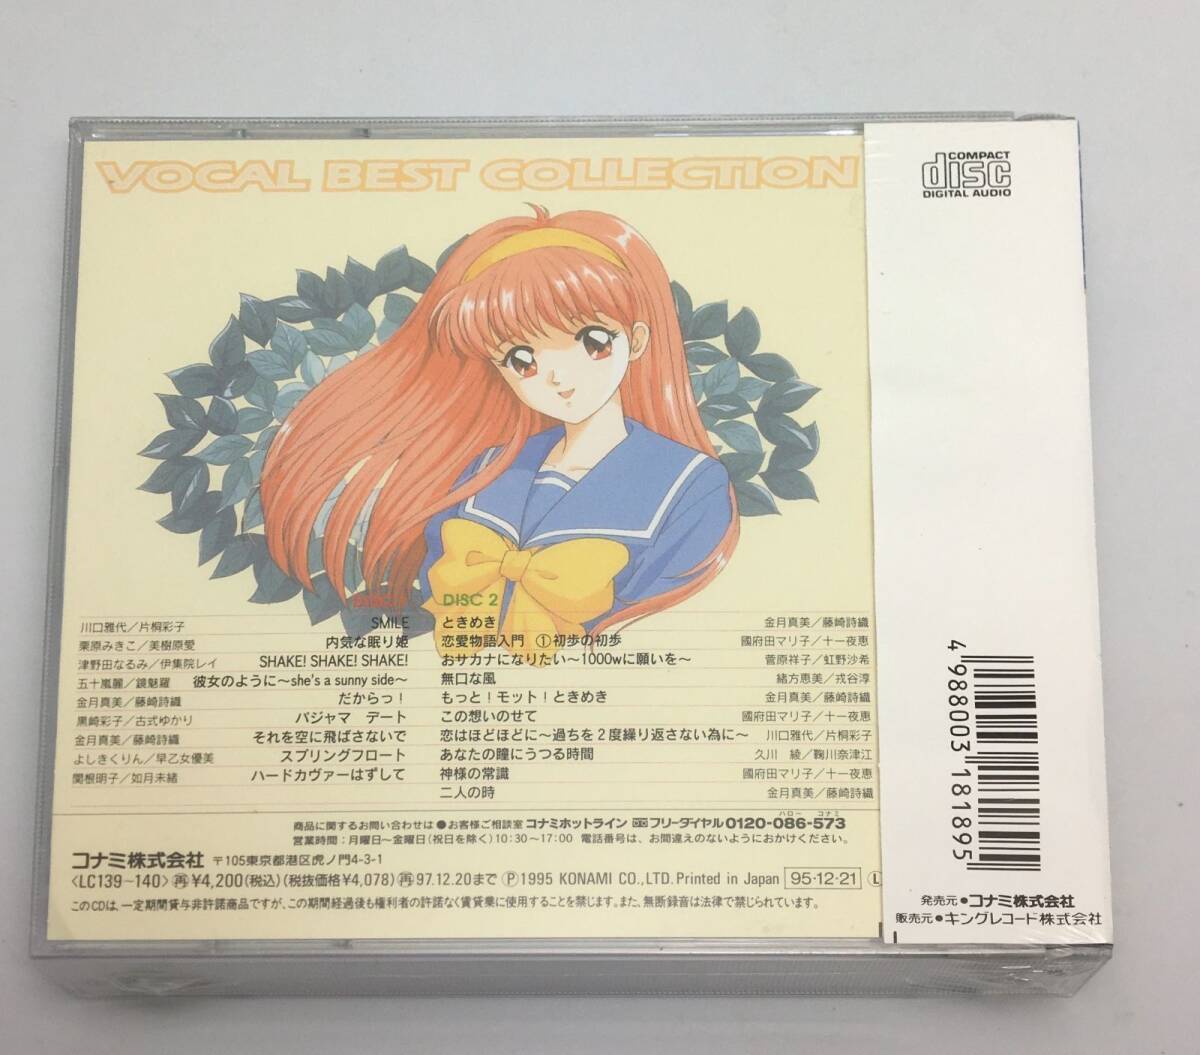 VOCAL BEST COLLECTION
COMPACT
disc
DIGITAL AUDIO
DISC 2
川口雅代／片桐彩子 SMILE
栗原みきこ／美樹原愛 内気な眠り姫
津野田なるみ／伊集院レイ SHAKE! SHAKE! SHAKE!
五十嵐麗／鏡魅羅 彼女のように〜she's a sunny side〜
金月真美／藤崎詩織 だからっ！
黒崎彩子／古式ゆかり パジャマ デート
金月真美／藤崎詩織 それを空に飛ばさないで
よしきくりん／早乙女優美 スプリングフロート
関根明子／如月未緒 ハードカヴァーはずして
ときめき 金月真美／藤崎詩織
恋愛物語入門 ①初歩の初歩 國府田マリ子／十一夜恵
おサカナになりたい〜1000wに願いを〜 菅原祥子／虹野沙希
無口な風 緒方恵美／戎谷淳
もっと！モット！ときめき 金月真美／藤崎詩織
この想いのせて 國府田マリ子／十一夜恵
恋はほどほどに〜過ちを２度繰り返さない為に〜 川口雅代／片桐彩子
あなたの瞳にうつる時間 久川 綾／鞠川奈津江
神様の常識 國府田マリ子／十一夜恵
二人の時 金月真美／藤崎詩織
ハロー コナミ
商品に関するお問い合わせは●お客様ご相談室 コナミホットライン フリーダイヤル0120-086-573
営業時間：月曜日〜金曜日(祝日を除く)10:30〜17:00 電話番号は、お間違えのないようにおかけください。
コナミ株式会社 〒105東京都港区虎ノ門4-3-1
〈LC139〜140〉再¥4,200(税込)(税抜価格¥4,078)再97.12.20まで Ⓟ1995 KONAMI CO.,LTD. Printed in Japan 95・12・21 Ⓛ
このCDは、一定期間貸与非許諾商品ですが、この期間経過後も権利者の許諾なく賃貸業に使用することを禁じます。また、無断録音は法律で禁じられています。
4 988003 181895
発売元●コナミ株式会社
販売元●キングレコード株式会社